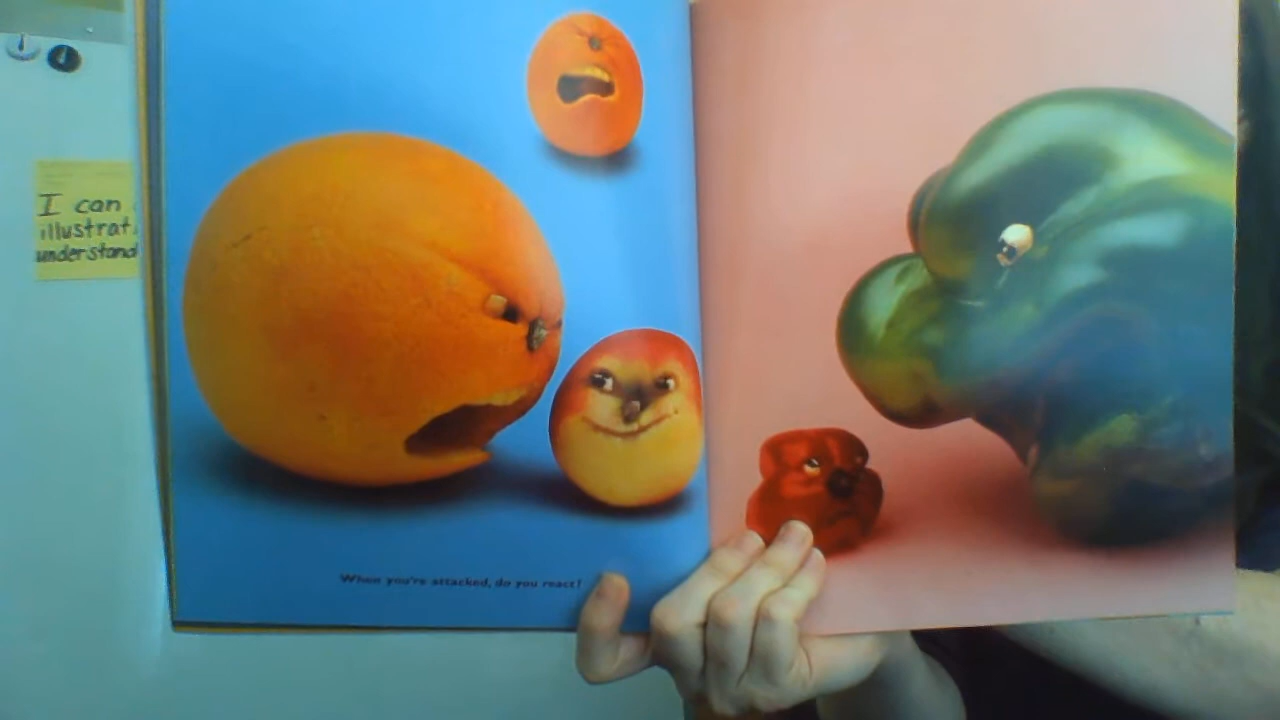 I can
illustrat
understand
When you're attacked, do you react?